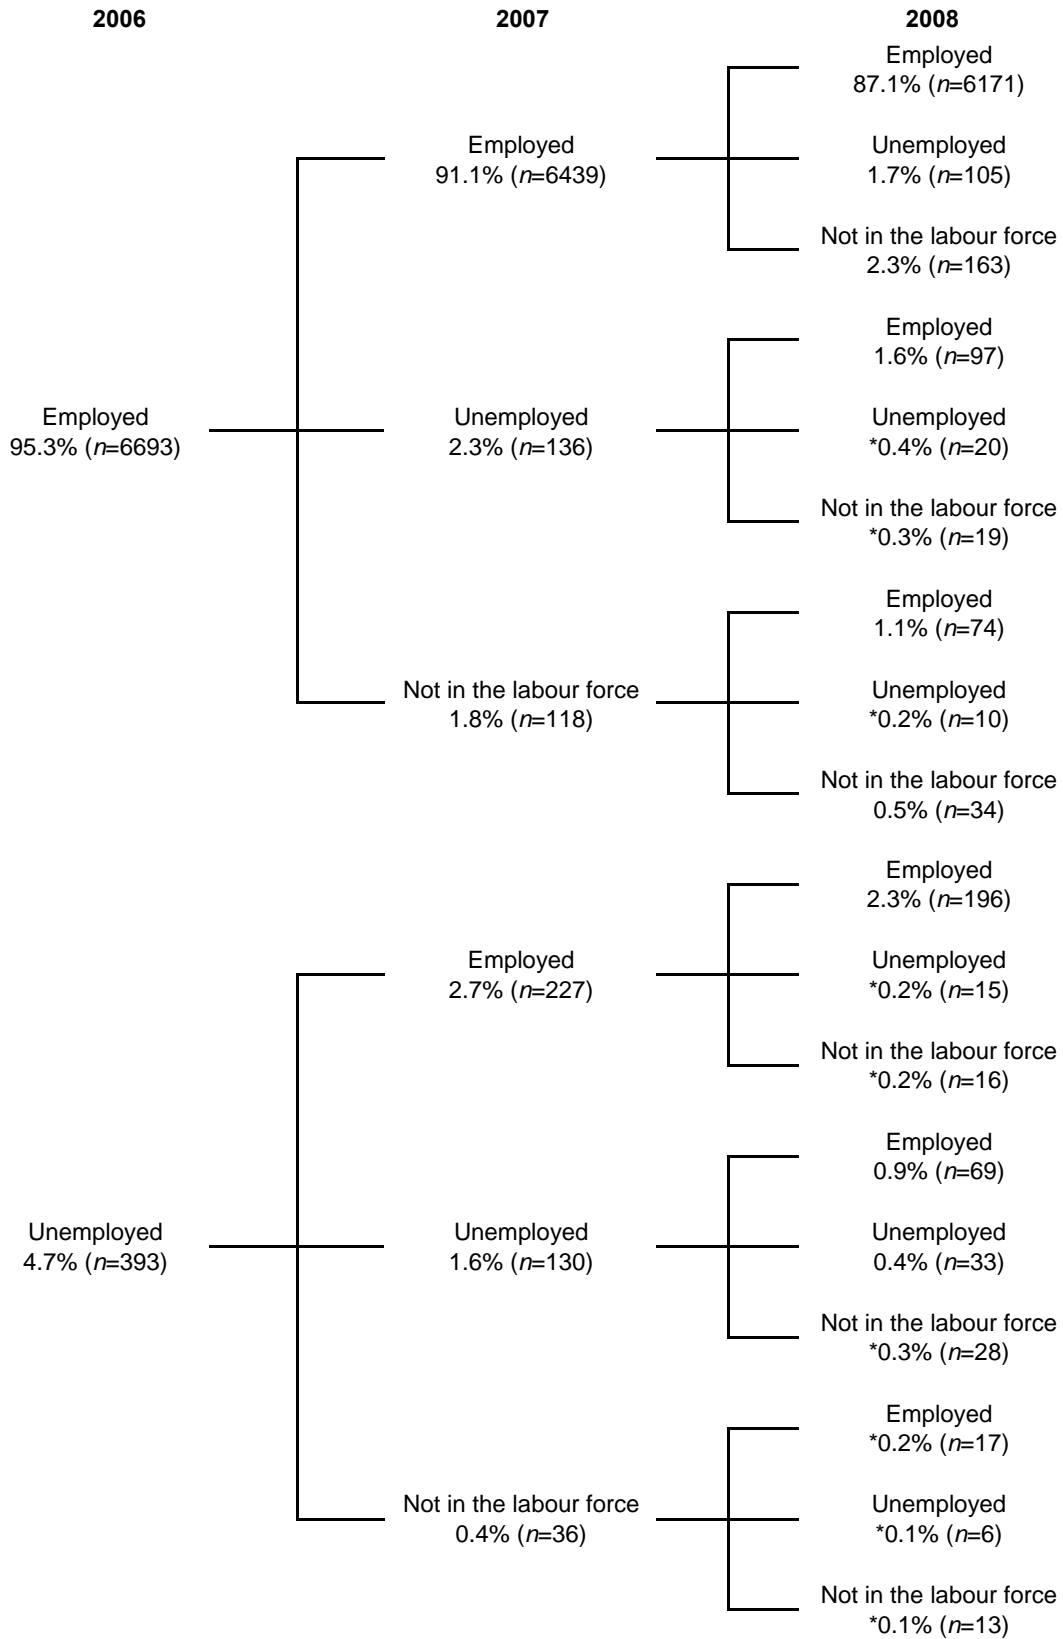 2006
2007
2008
Employed
87.1% (n=6171)
Employed
91.1% (n=6439)
Unemployed
1.7% (n=105)
Not in the labour force
2.3% (n=163)
Employed
1.6% (n=97)
Employed
95.3% (n=6693)
Unemployed
2.3% (n=136)
Unemployed
*0.4% (n=20)
Not in the labour force
*0.3% (n=19)
Employed
1.1% (n=74)
Not in the labour force
1.8% (n=118)
Unemployed
*0.2% (n=10)
Not in the labour force
0.5% (n=34)
Employed
2.3% (n=196)
Employed
2.7% (n=227)
Unemployed
*0.2% (n=15)
Not in the labour force
*0.2% (n=16)
Employed
0.9% (n=69)
Unemployed
4.7% (n=393)
Unemployed
1.6% (n=130)
Unemployed
0.4% (n=33)
Not in the labour force
*0.3% (n=28)
Employed
*0.2% (n=17)
Not in the labour force
0.4% (n=36)
Unemployed
*0.1% (n=6)
Not in the labour force
*0.1% (n=13)